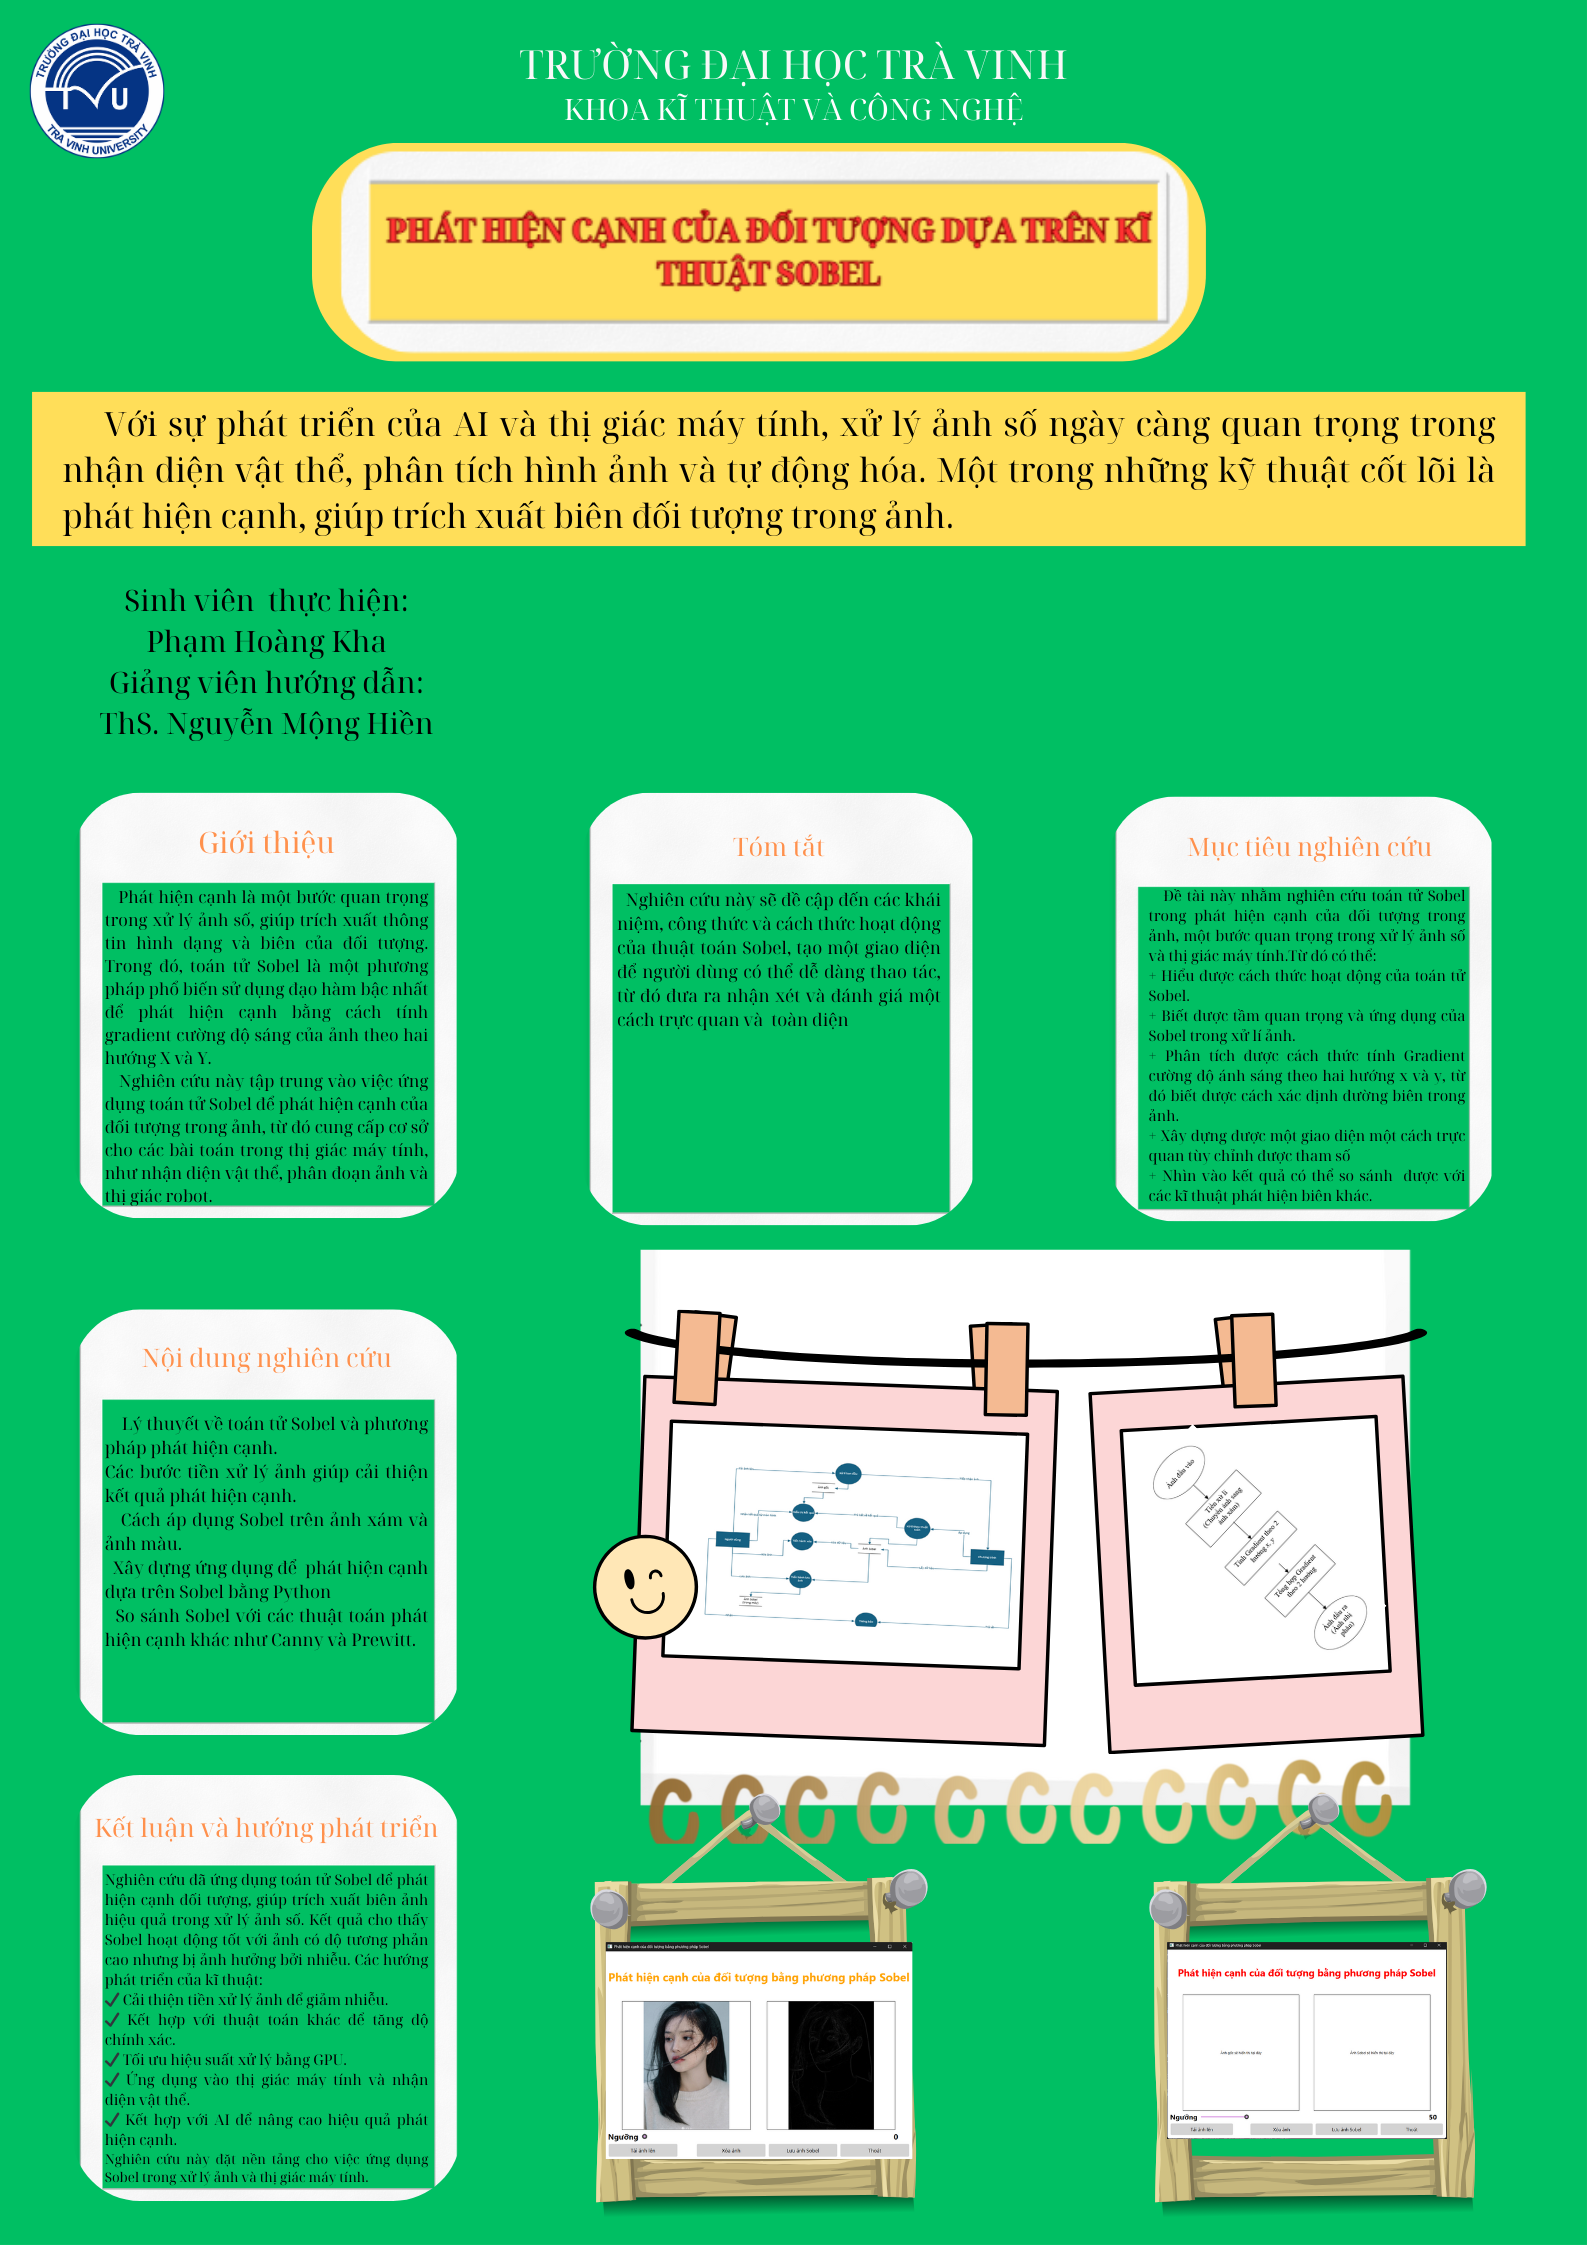 TRƯỜNG ĐẠI HỌC TRÀ VINH
TRA VINH UNIVERSITY
TVU
TRƯỜNG ĐẠI HỌC TRÀ VINH
KHOA KĨ THUẬT VÀ CÔNG NGHỆ
PHÁT HIỆN CẠNH CỦA ĐỐI TƯỢNG DỰA TRÊN KĨ
THUẬT SOBEL
Với sự phát triển của AI và thị giác máy tính, xử lý ảnh số ngày càng quan trọng trong
nhận diện vật thể, phân tích hình ảnh và tự động hóa. Một trong những kỹ thuật cốt lõi là
phát hiện cạnh, giúp trích xuất biên đối tượng trong ảnh.
Sinh viên thực hiện:
Phạm Hoàng Kha
Giảng viên hướng dẫn:
ThS. Nguyễn Mộng Hiền
Giới thiệu
Phát hiện cạnh là một bước quan trọng
trong xử lý ảnh số, giúp trích xuất thông
tin hình dạng và biên của đối tượng.
Trong đó, toán tử Sobel là một phương
pháp phổ biến sử dụng đạo hàm bậc nhất
để phát hiện cạnh bằng cách tính
gradient cường độ sáng của ảnh theo hai
hướng X và Y.
Nghiên cứu này tập trung vào việc ứng
dụng toán tử Sobel để phát hiện cạnh của
đối tượng trong ảnh, từ đó cung cấp cơ sở
cho các bài toán trong thị giác máy tính,
như nhận diện vật thể, phân đoạn ảnh và
thị giác robot.
Tóm tắt
Nghiên cứu này sẽ đề cập đến các khái
niệm, công thức và cách thức hoạt động
của thuật toán Sobel, tạo một giao diện
để người dùng có thể dễ dàng thao tác,
từ đó đưa ra nhận xét và đánh giá một
cách trực quan và toàn diện
Mục tiêu nghiên cứu
Đề tài này nhằm nghiên cứu toán tử Sobel
trong phát hiện cạnh của đối tượng trong
ảnh, một bước quan trọng trong xử lý ảnh số
và thị giác máy tính.Từ đó có thể:
+ Hiểu được cách thức hoạt động của toán tử
Sobel.
+ Biết được tầm quan trọng và ứng dụng của
Sobel trong xử lí ảnh.
+ Phân tích được cách thức tính Gradient
cường độ ánh sáng theo hai hướng x và y, từ
đó biết được cách xác định đường biên trong
ảnh.
+ Xây dựng được một giao diện một cách trực
quan tùy chỉnh được tham số
+ Nhìn vào kết quả có thể so sánh được với
các kĩ thuật phát hiện biên khác.
Nội dung nghiên cứu
Lý thuyết về toán tử Sobel và phương
pháp phát hiện cạnh.
Các bước tiền xử lý ảnh giúp cải thiện
kết quả phát hiện cạnh.
Cách áp dụng Sobel trên ảnh xám và
ảnh màu.
Xây dựng ứng dụng để phát hiện cạnh
dựa trên Sobel bằng Python
So sánh Sobel với các thuật toán phát
hiện cạnh khác như Canny và Prewitt.
Ảnh đầu vào
Tiền xử lí
(Chuyển ảnh sang
ảnh xám)
Tính Gradient theo 2
hướng x, y
Tổng hợp Gradient
theo 2 hướng
Ảnh đầu ra
(Ảnh nhị
phân)
Kết luận và hướng phát triển
Nghiên cứu đã ứng dụng toán tử Sobel để phát
hiện cạnh đối tượng, giúp trích xuất biên ảnh
hiệu quả trong xử lý ảnh số. Kết quả cho thấy
Sobel hoạt động tốt với ảnh có độ tương phản
cao nhưng bị ảnh hưởng bởi nhiễu. Các hướng
phát triển của kĩ thuật:
✔ Cải thiện tiền xử lý ảnh để giảm nhiễu.
✔ Kết hợp với thuật toán khác để tăng độ
chính xác.
✔ Tối ưu hiệu suất xử lý bằng GPU.
✔ Ứng dụng vào thị giác máy tính và nhận
diện vật thể.
✔ Kết hợp với AI để nâng cao hiệu quả phát
hiện cạnh.
Nghiên cứu này đặt nền tảng cho việc ứng dụng
Sobel trong xử lý ảnh và thị giác máy tính.
Phát hiện cạnh của đối tượng bằng phương pháp Sobel
Phát hiện cạnh của đối tượng bằng phương pháp Sobel
Ngưỡng 0
Tải ảnh lên Xóa ảnh Lưu ảnh Sobel Thoát
Phát hiện cạnh của đối tượng bằng phương pháp Sobel
Phát hiện cạnh của đối tượng bằng phương pháp Sobel
Ảnh gốc sẽ hiển thị tại đây Ảnh Sobel sẽ hiển thị tại đây
Ngưỡng 50
Tải ảnh lên Xóa ảnh Lưu ảnh Sobel Thoát